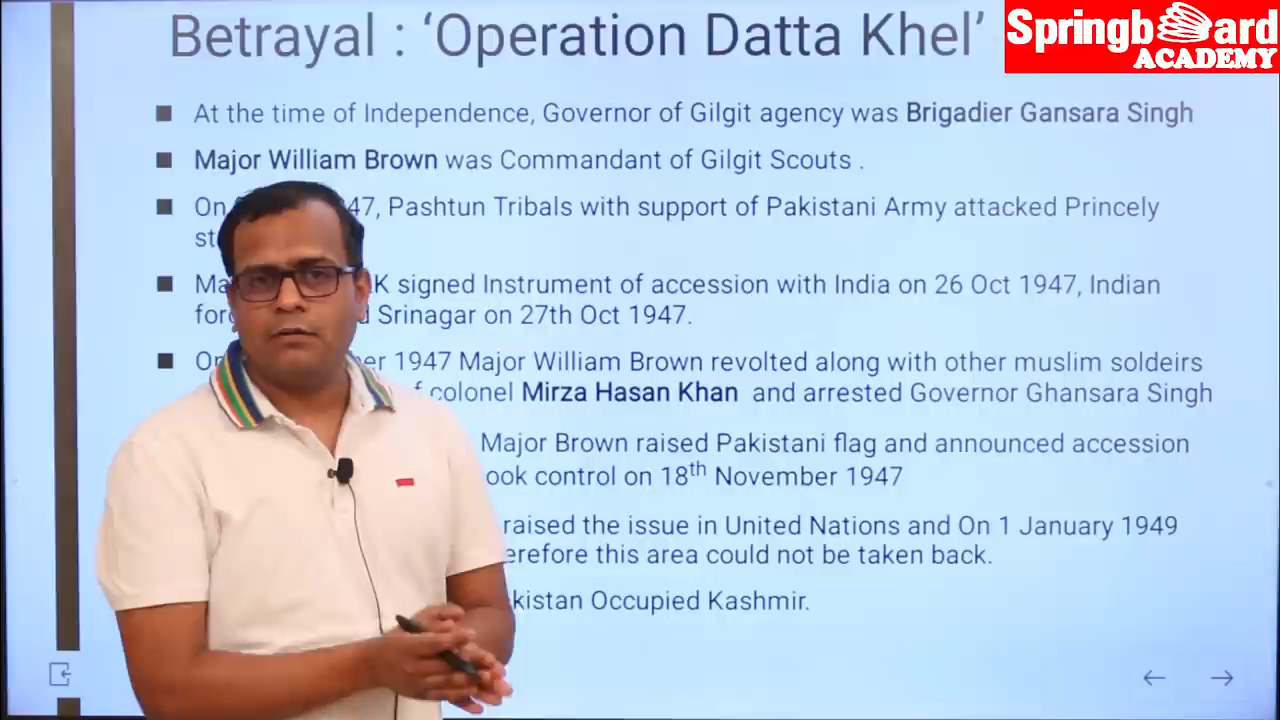 Betrayal : ‘Operation Datta Khel’
Springboard
ACADEMY
At the time of Independence, Governor of Gilgit agency was Brigadier Gansara Singh
Major William Brown was Commandant of Gilgit Scouts .
On 47, Pashtun Tribals with support of Pakistani Army attacked Princely
st
Ma K signed Instrument of accession with India on 26 Oct 1947, Indian
for d Srinagar on 27th Oct 1947.
On er 1947 Major William Brown revolted along with other muslim soldeirs
f colonel Mirza Hasan Khan and arrested Governor Ghansara Singh
Major Brown raised Pakistani flag and announced accession
ook control on 18th November 1947
raised the issue in United Nations and On 1 January 1949
erefore this area could not be taken back.
kistan Occupied Kashmir.